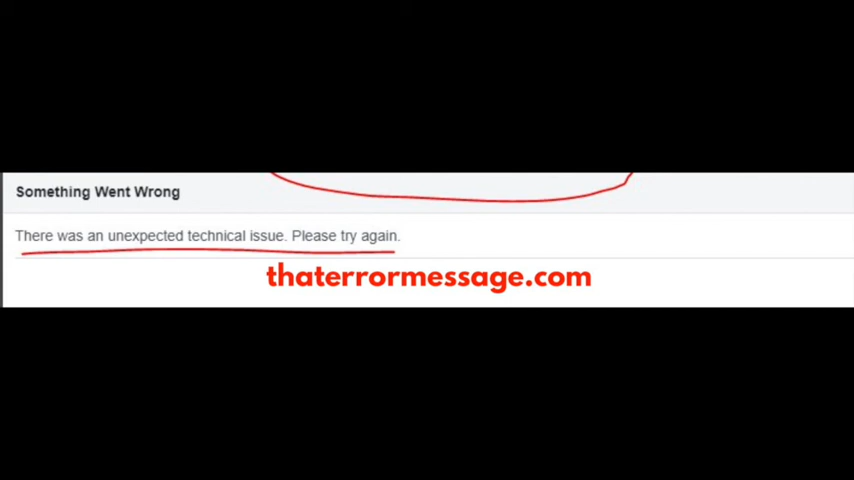 Something Went Wrong
There was an unexpected technical issue. Please try again.
thaterrormessage.com